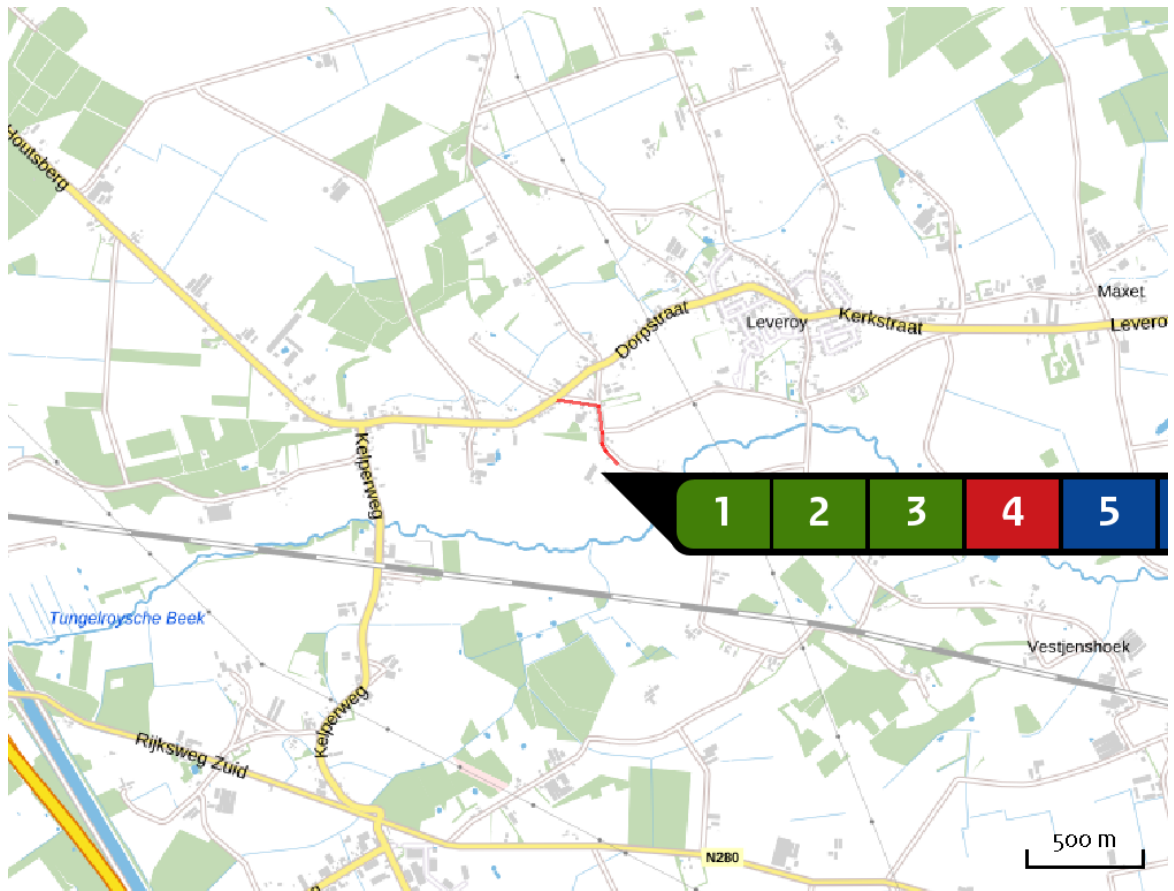 Houtsberg
Maxet
Dorpstraat
Leveroy
Kerkstraat
Levero
Kelperweg
1 2 3 4 5
Tungelroysche Beek
Vestjenshoek
Kelperweg
Rijksweg Zuid
500 m
N280